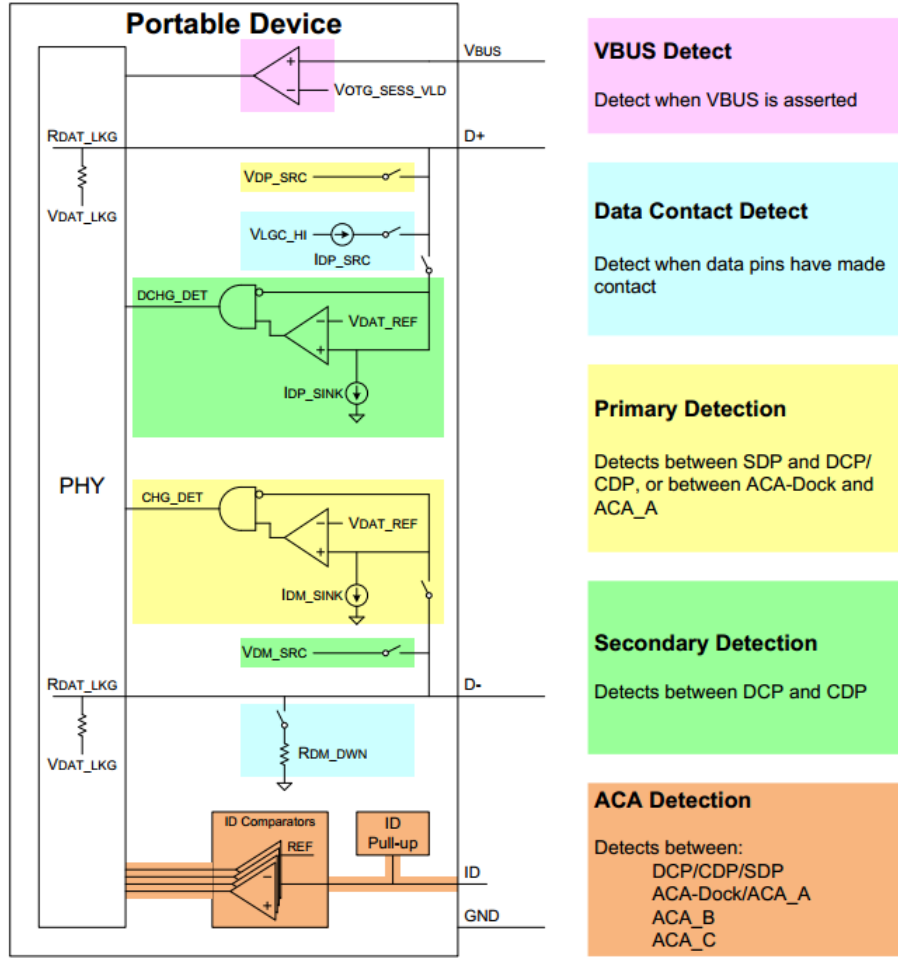 Portable Device
VBUS
VOTG_SESS_VLD
RDAT_LKG
D+
VDP_SRC
VDAT_LKG
VLGC_HI
IDP_SRC
DCHG_DET
VDAT_REF
IDP_SINK
PHY
CHG_DET
VDAT_REF
IDM_SINK
VDM_SRC
RDAT_LKG
D-
RDM_DWN
VDAT_LKG
ID Comparators
REF
ID
Pull-up
ID
GND
VBUS Detect
Detect when VBUS is asserted
Data Contact Detect
Detect when data pins have made
contact
Primary Detection
Detects between SDP and DCP/
CDP, or between ACA-Dock and
ACA_A
Secondary Detection
Detects between DCP and CDP
ACA Detection
Detects between:
DCP/CDP/SDP
ACA-Dock/ACA_A
ACA_B
ACA_C